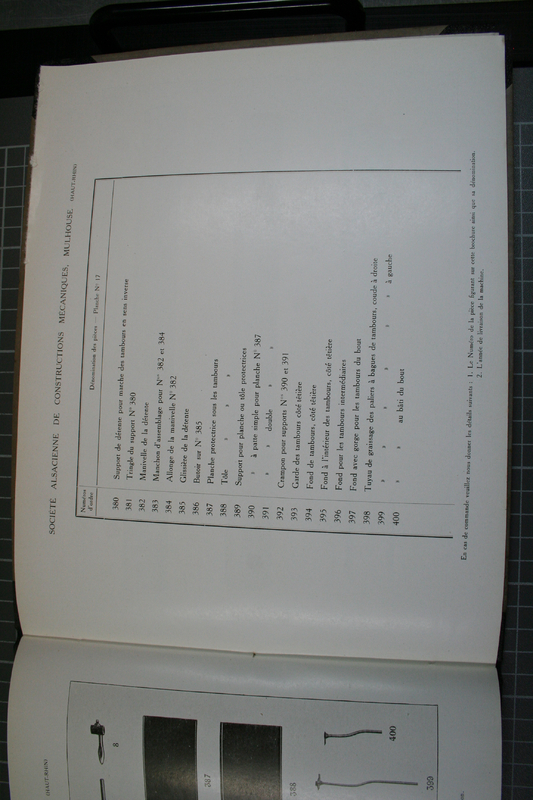 SOCIÉTÉ ALSACIENNE DE CONSTRUCTIONS MÉCANIQUES, MULHOUSE (HAUT-RHIN)
Numéros d'ordre
Dénomination des pièces — Planche N° 17
380 Support de détente pour marche des tambours en sens inverse
381 Tringle du support N° 380
382 Manivelle de la détente
383 Manchon d'assemblage pour Nos 382 et 384
384 Allonge de la manivelle N° 382
385 Glissière de la détente
386 Butoir sur N° 385
387 Planche protectrice sous les tambours
388 Tôle » » » »
389 Support pour planche ou tôle protectrices
390 » à patte simple pour planche N° 387
391 » » double » »
392 Crampon pour supports Nos 390 et 391
393 Garde des tambours côté têtière
394 Fond de tambours, côté têtière
395 Fond à l'intérieur des tambours, côté têtière
396 Fond pour les tambours intermédiaires
397 Fond avec gorge pour les tambours du bout
398 Tuyau de graissage des paliers à bagues de tambours, coude à droite
399 » » » » » » à gauche
400 » » au bâti du bout
En cas de commande veuillez nous donner les détails suivants : 1. Le Numéro de la pièce figurant sur cette brochure ainsi que sa dénomination.
2. L'année de livraison de la machine.
(HAUT-RHIN)
8
387
388
400
399